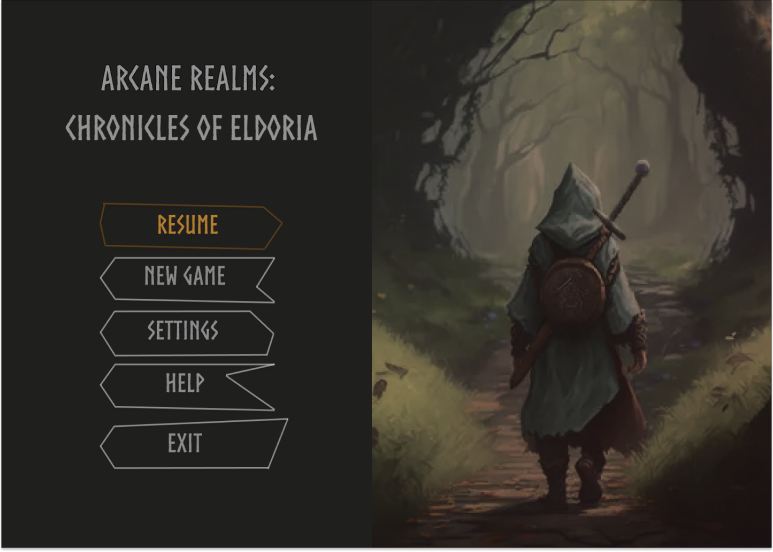 ARCANE REALMS:
CHRONICLES OF ELDORIA
RESUME
NEW GAME
SETTINGS
HELP
EXIT